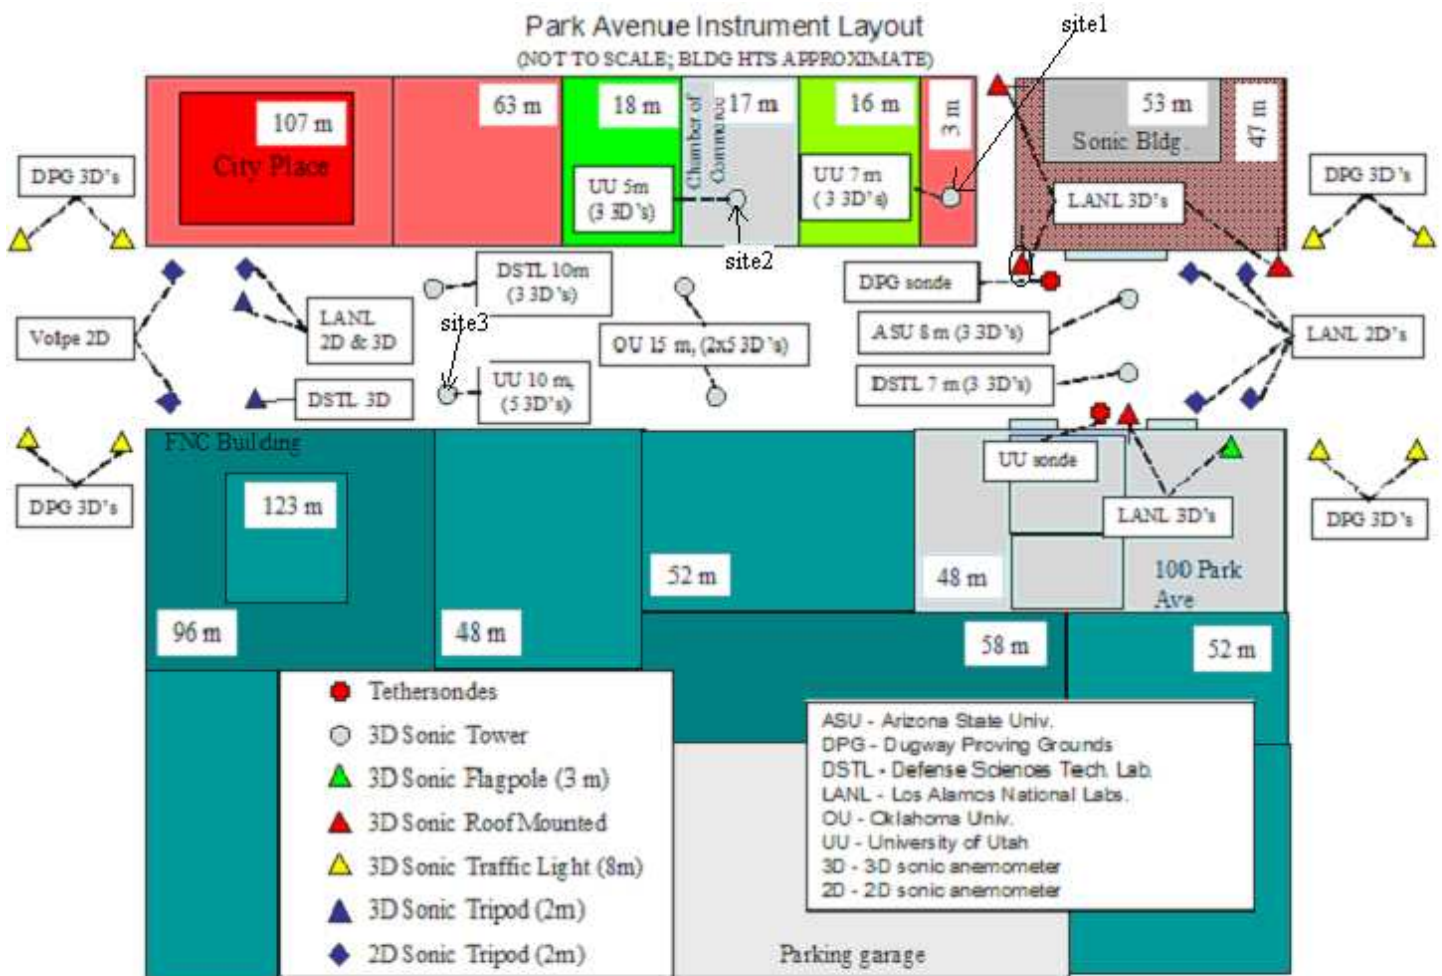 Park Avenue Instrument Layout
(NOT TO SCALE; BLDG HTS APPROXIMATE)
site1
107 m
City Place
63 m
18 m
Chamber of
Commerce
17 m
16 m
3 m
53 m
Sonic Bldg.
47 m
DPG 3D's
UU 5m
(3 3D's)
UU 7 m
( 3 3D's)
LANL 3D's
DPG 3D's
site2
DSTL 10m
(3 3D's)
DPG sonde
Volpe 2D
LANL
2D & 3D
site3
OU 15 m, (2x5 3D's)
ASU 8 m (3 3D's)
LANL 2D's
DSTL 3D
UU 10 m,
(5 3D's)
DSTL 7 m (3 3D's)
FNC Building
UU sonde
DPG 3D's
123 m
LANL 3D's
DPG 3D's
52 m
48 m
100 Park
Ave
96 m
48 m
58 m
52 m
Tethersondes
3D Sonic Tower
3D Sonic Flagpole (3 m)
3D Sonic Roof Mounted
3D Sonic Traffic Light (8m)
3D Sonic Tripod (2m)
2D Sonic Tripod (2m)
ASU - Arizona State Univ.
DPG - Dugway Proving Grounds
DSTL - Defense Sciences Tech. Lab.
LANL - Los Alamos National Labs.
OU - Oklahoma Univ.
UU - University of Utah
3D - 3-D sonic anemometer
2D - 2-D sonic anemometer
Parking garage